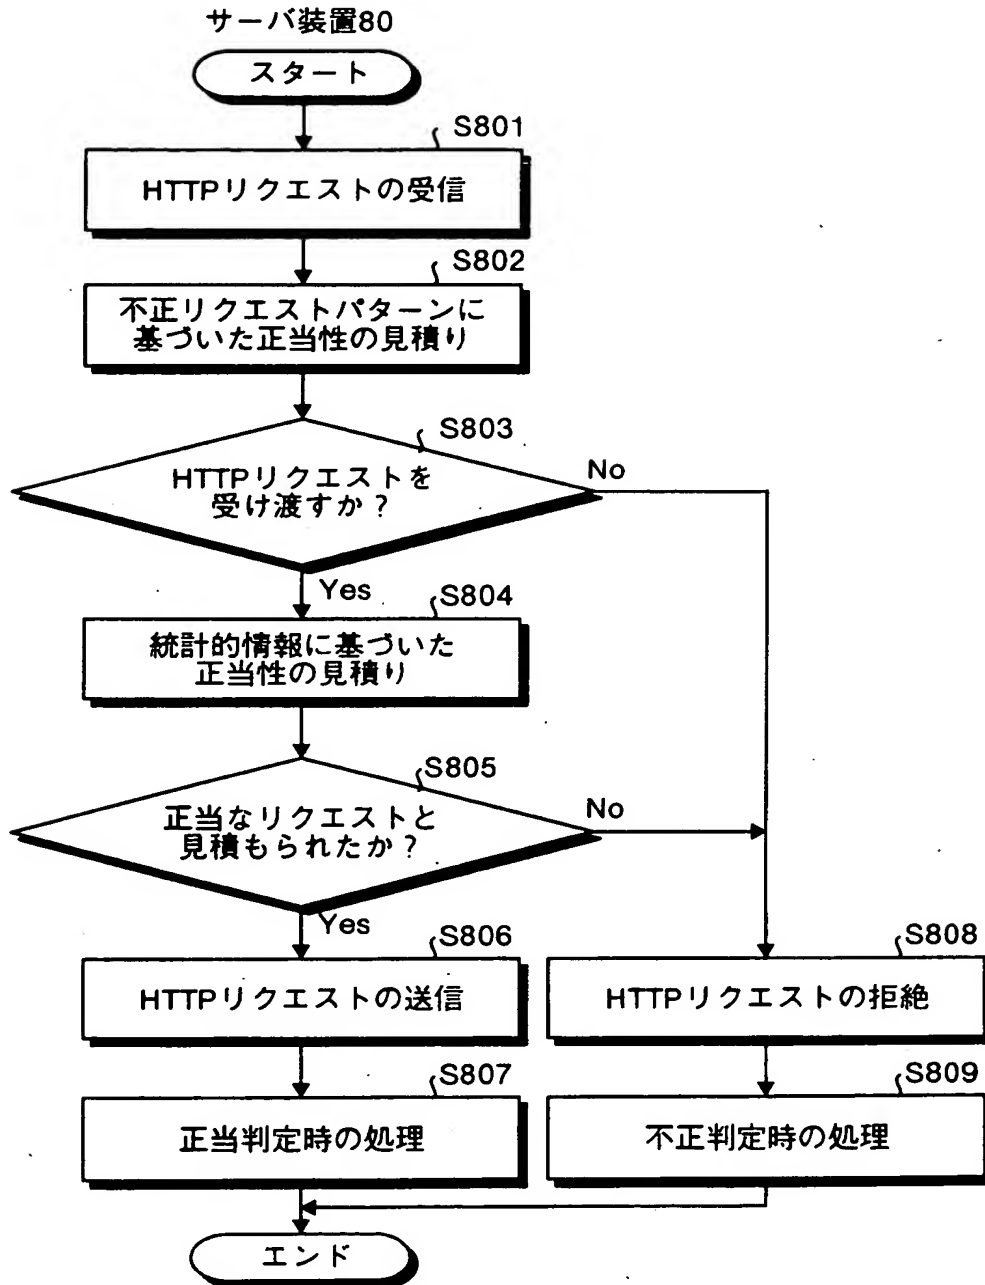 サーバ装置80
スタート
S801
HTTPリクエストの受信
S802
不正リクエストパターンに
基づいた正当性の見積り
S803
HTTPリクエストを
受け渡すか？
No
Yes
S804
統計的情報に基づいた
正当性の見積り
S805
正当なリクエストと
見積もられたか？
No
Yes
S806
HTTPリクエストの送信
S808
HTTPリクエストの拒絶
S807
正当判定時の処理
S809
不正判定時の処理
エンド